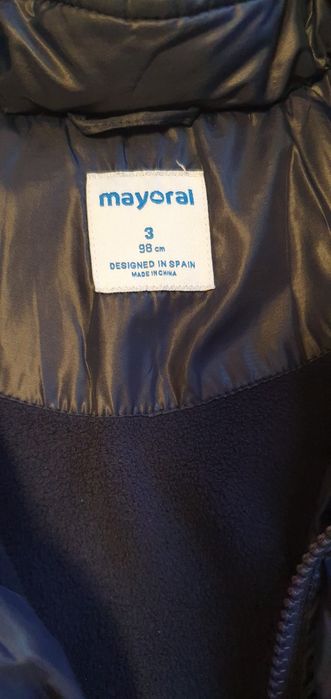 mayoral
3
98 cm
DESIGNED IN SPAIN
MADE IN CHINA